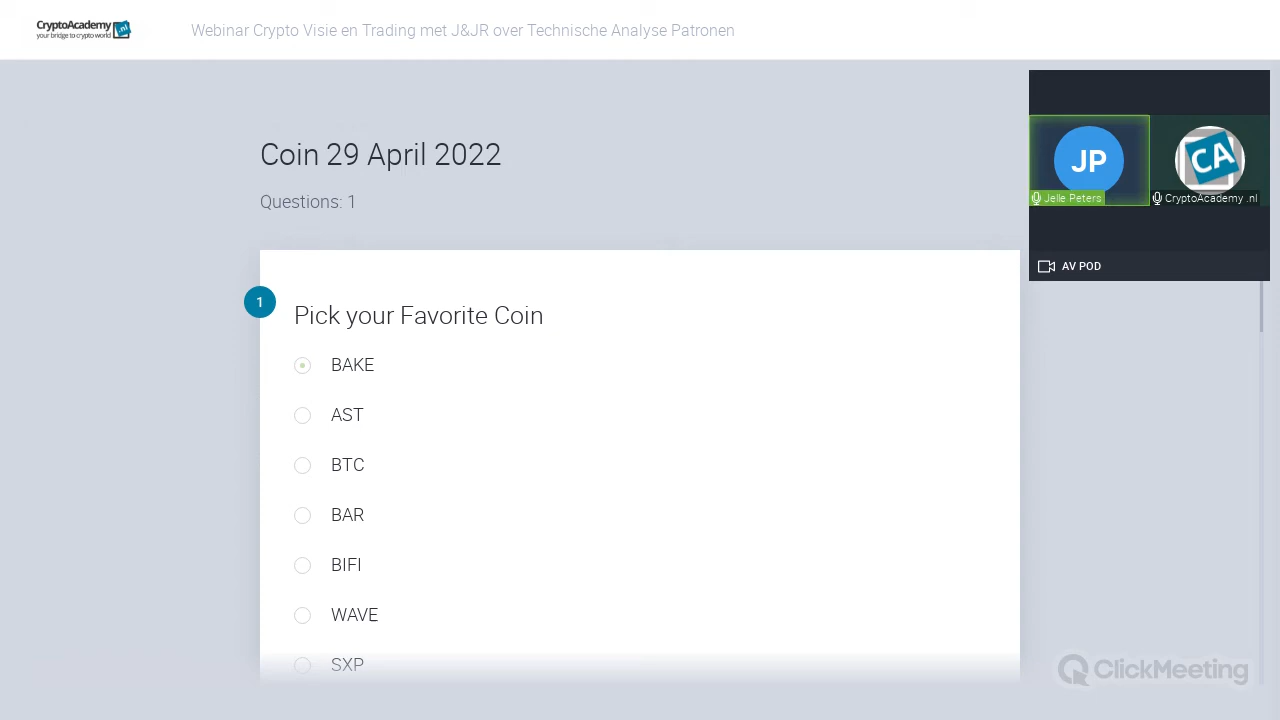 CryptoAcademy.nl
your bridge to crypto world
Webinar Crypto Visie en Trading met J&JR over Technische Analyse Patronen
Coin 29 April 2022
Questions: 1
JP
CA
Jelle Peters
CryptoAcademy .nl
AV POD
1
Pick your Favorite Coin
BAKE
AST
BTC
BAR
BIFI
WAVE
SXP
ClickMeeting